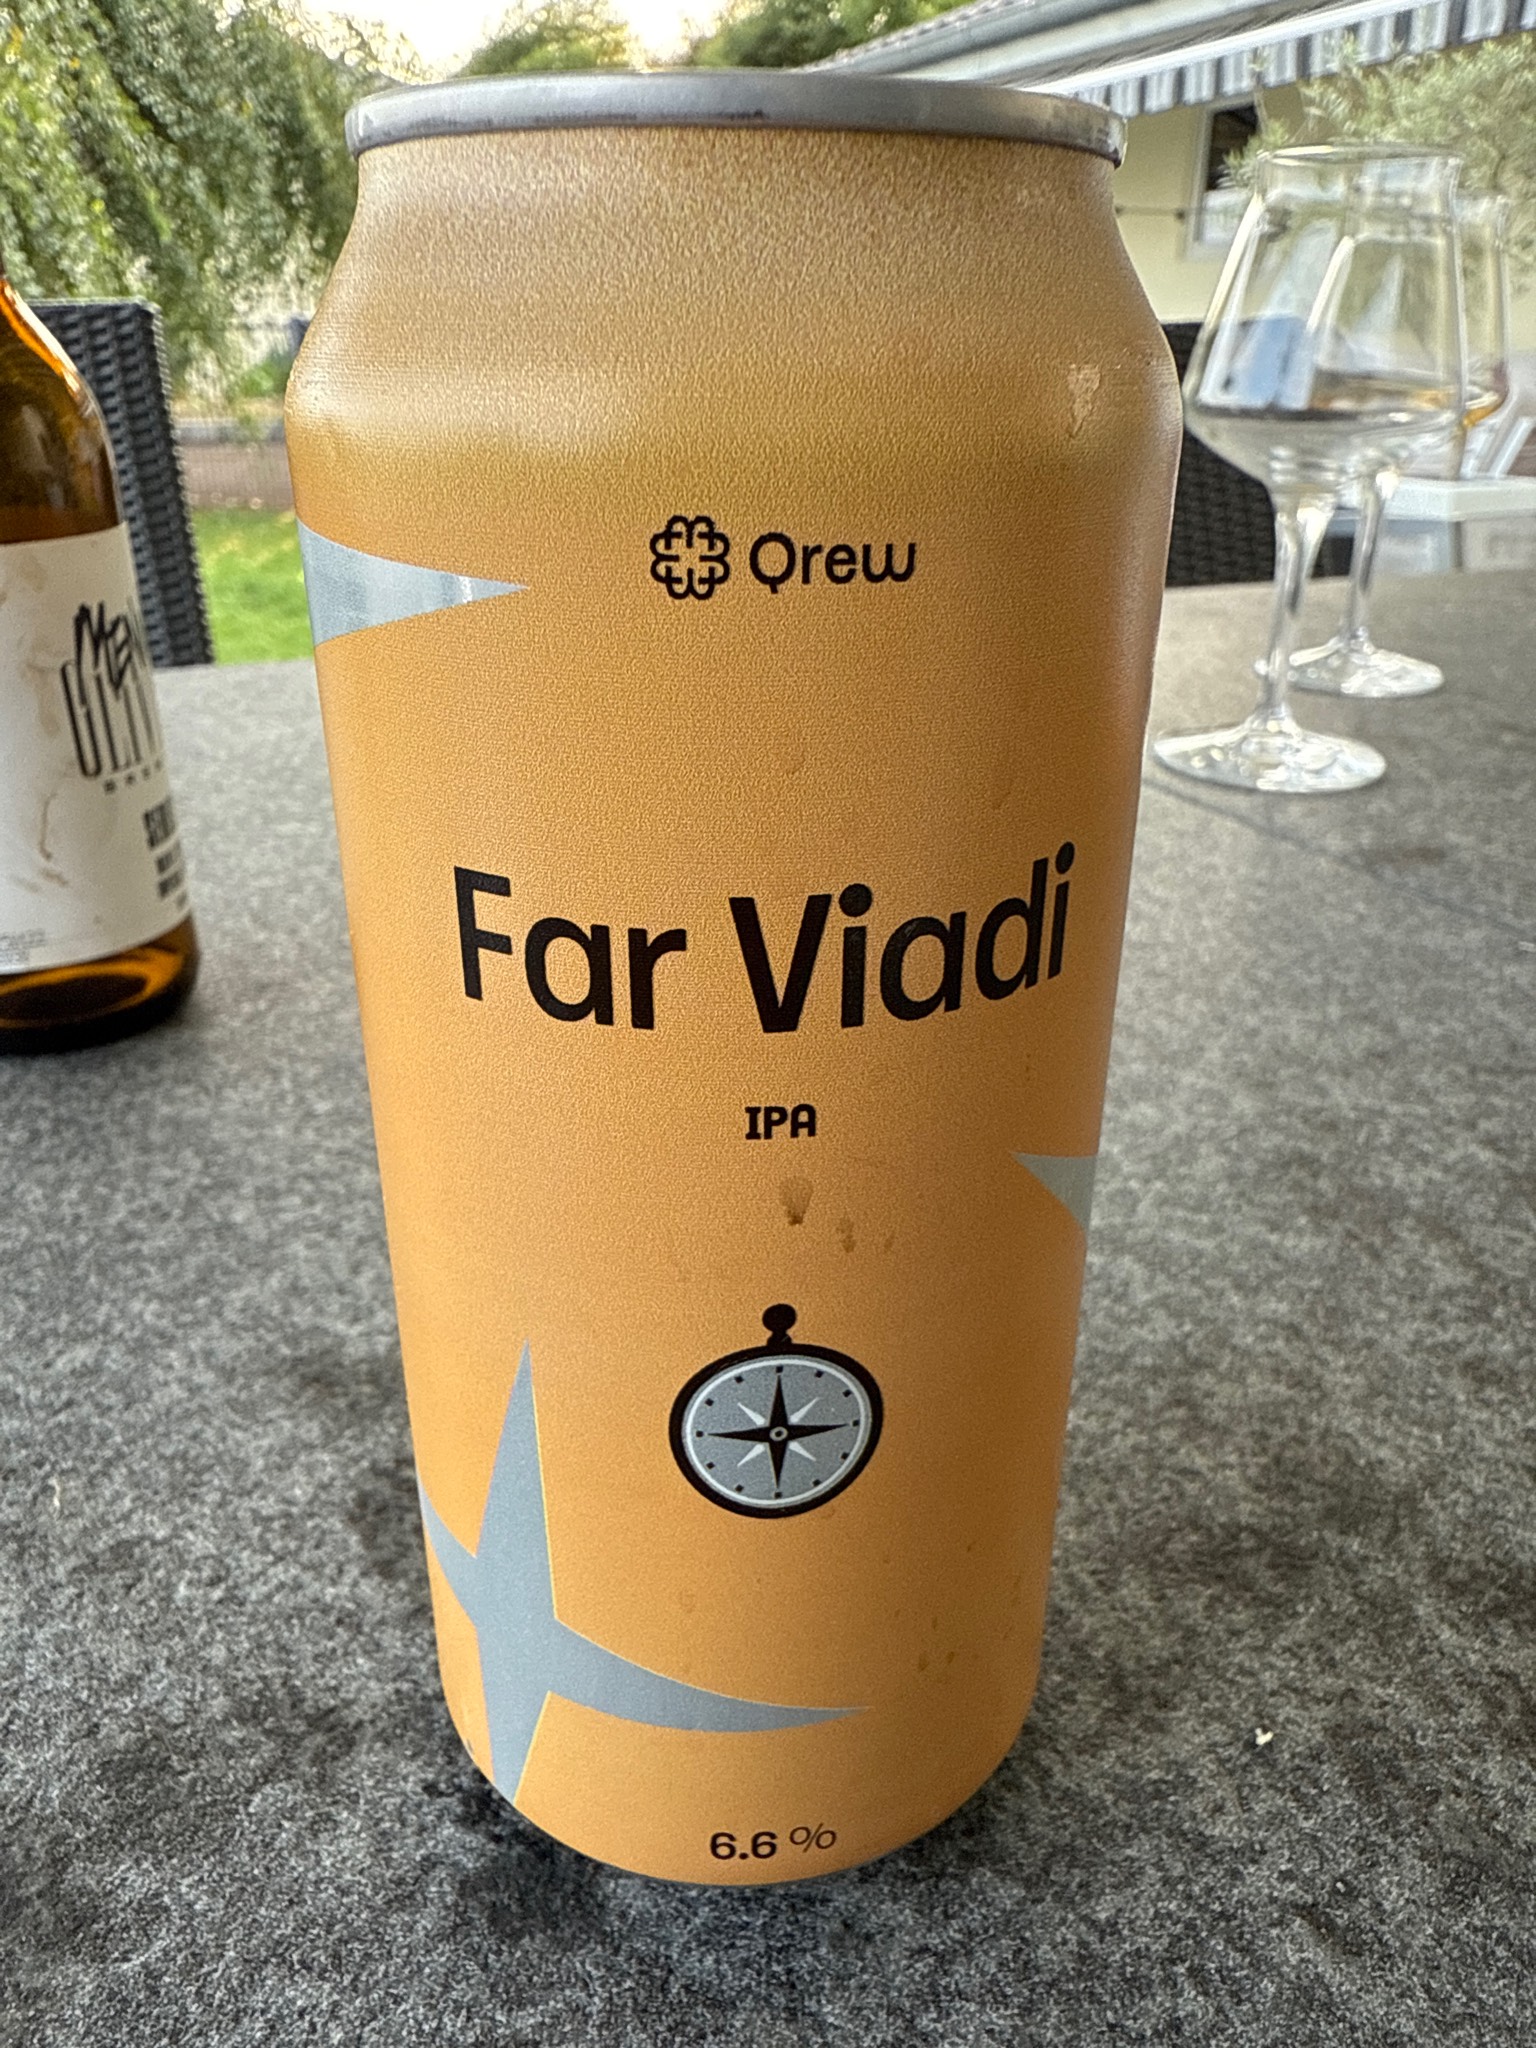 Qrew
Far Viadi
IPA
6.6 %